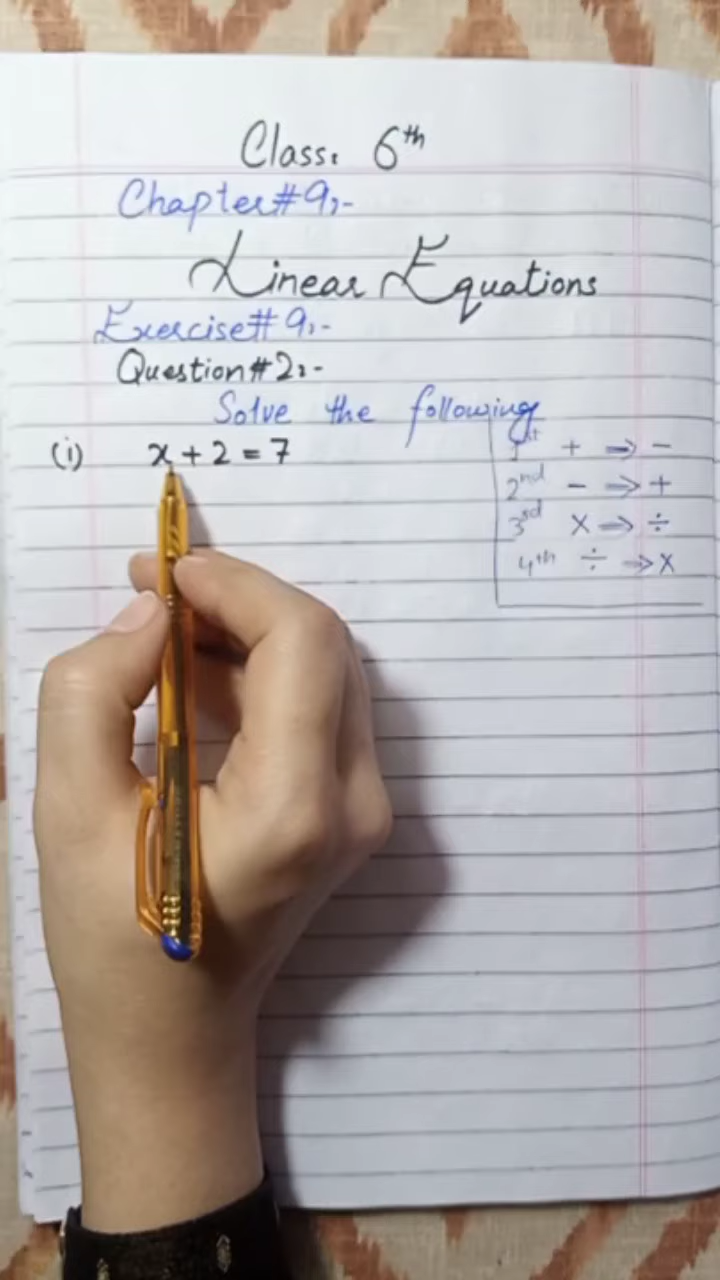 Class: 6th
Chapter#9:-
Linear Equations
Exercise# 9:-
Question#2:-
Solve the following
(i) x + 2 = 7
1st + ⇒ -
2nd - ⇒ +
3rd × ⇒ ÷
4th ÷ ⇒ ×